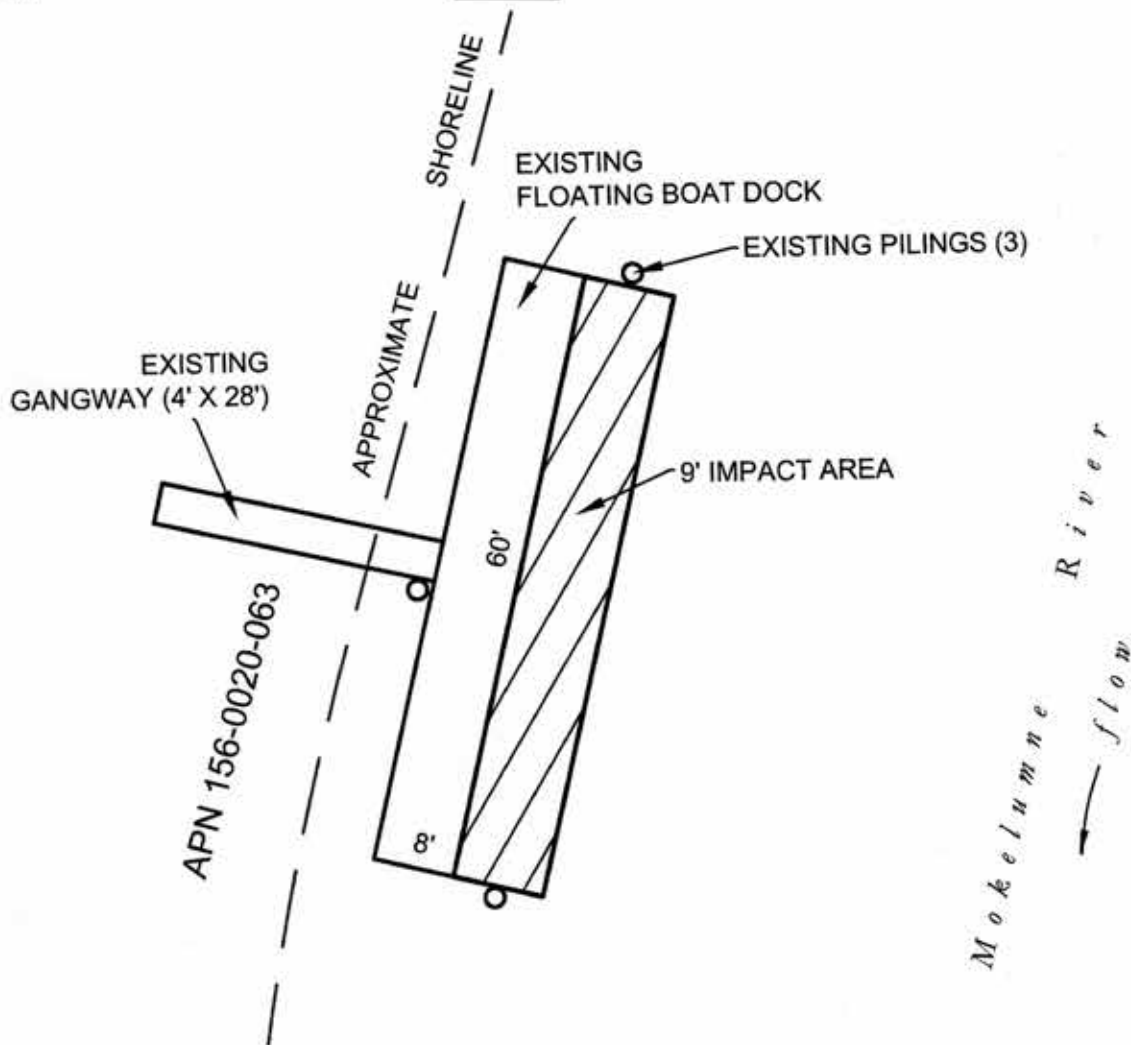 SHORELINE
APPROXIMATE
EXISTING
FLOATING BOAT DOCK
EXISTING PILINGS (3)
EXISTING
GANGWAY (4' X 28')
9' IMPACT AREA
60'
8'
APN 156-0020-063
Mokelumne River
flow